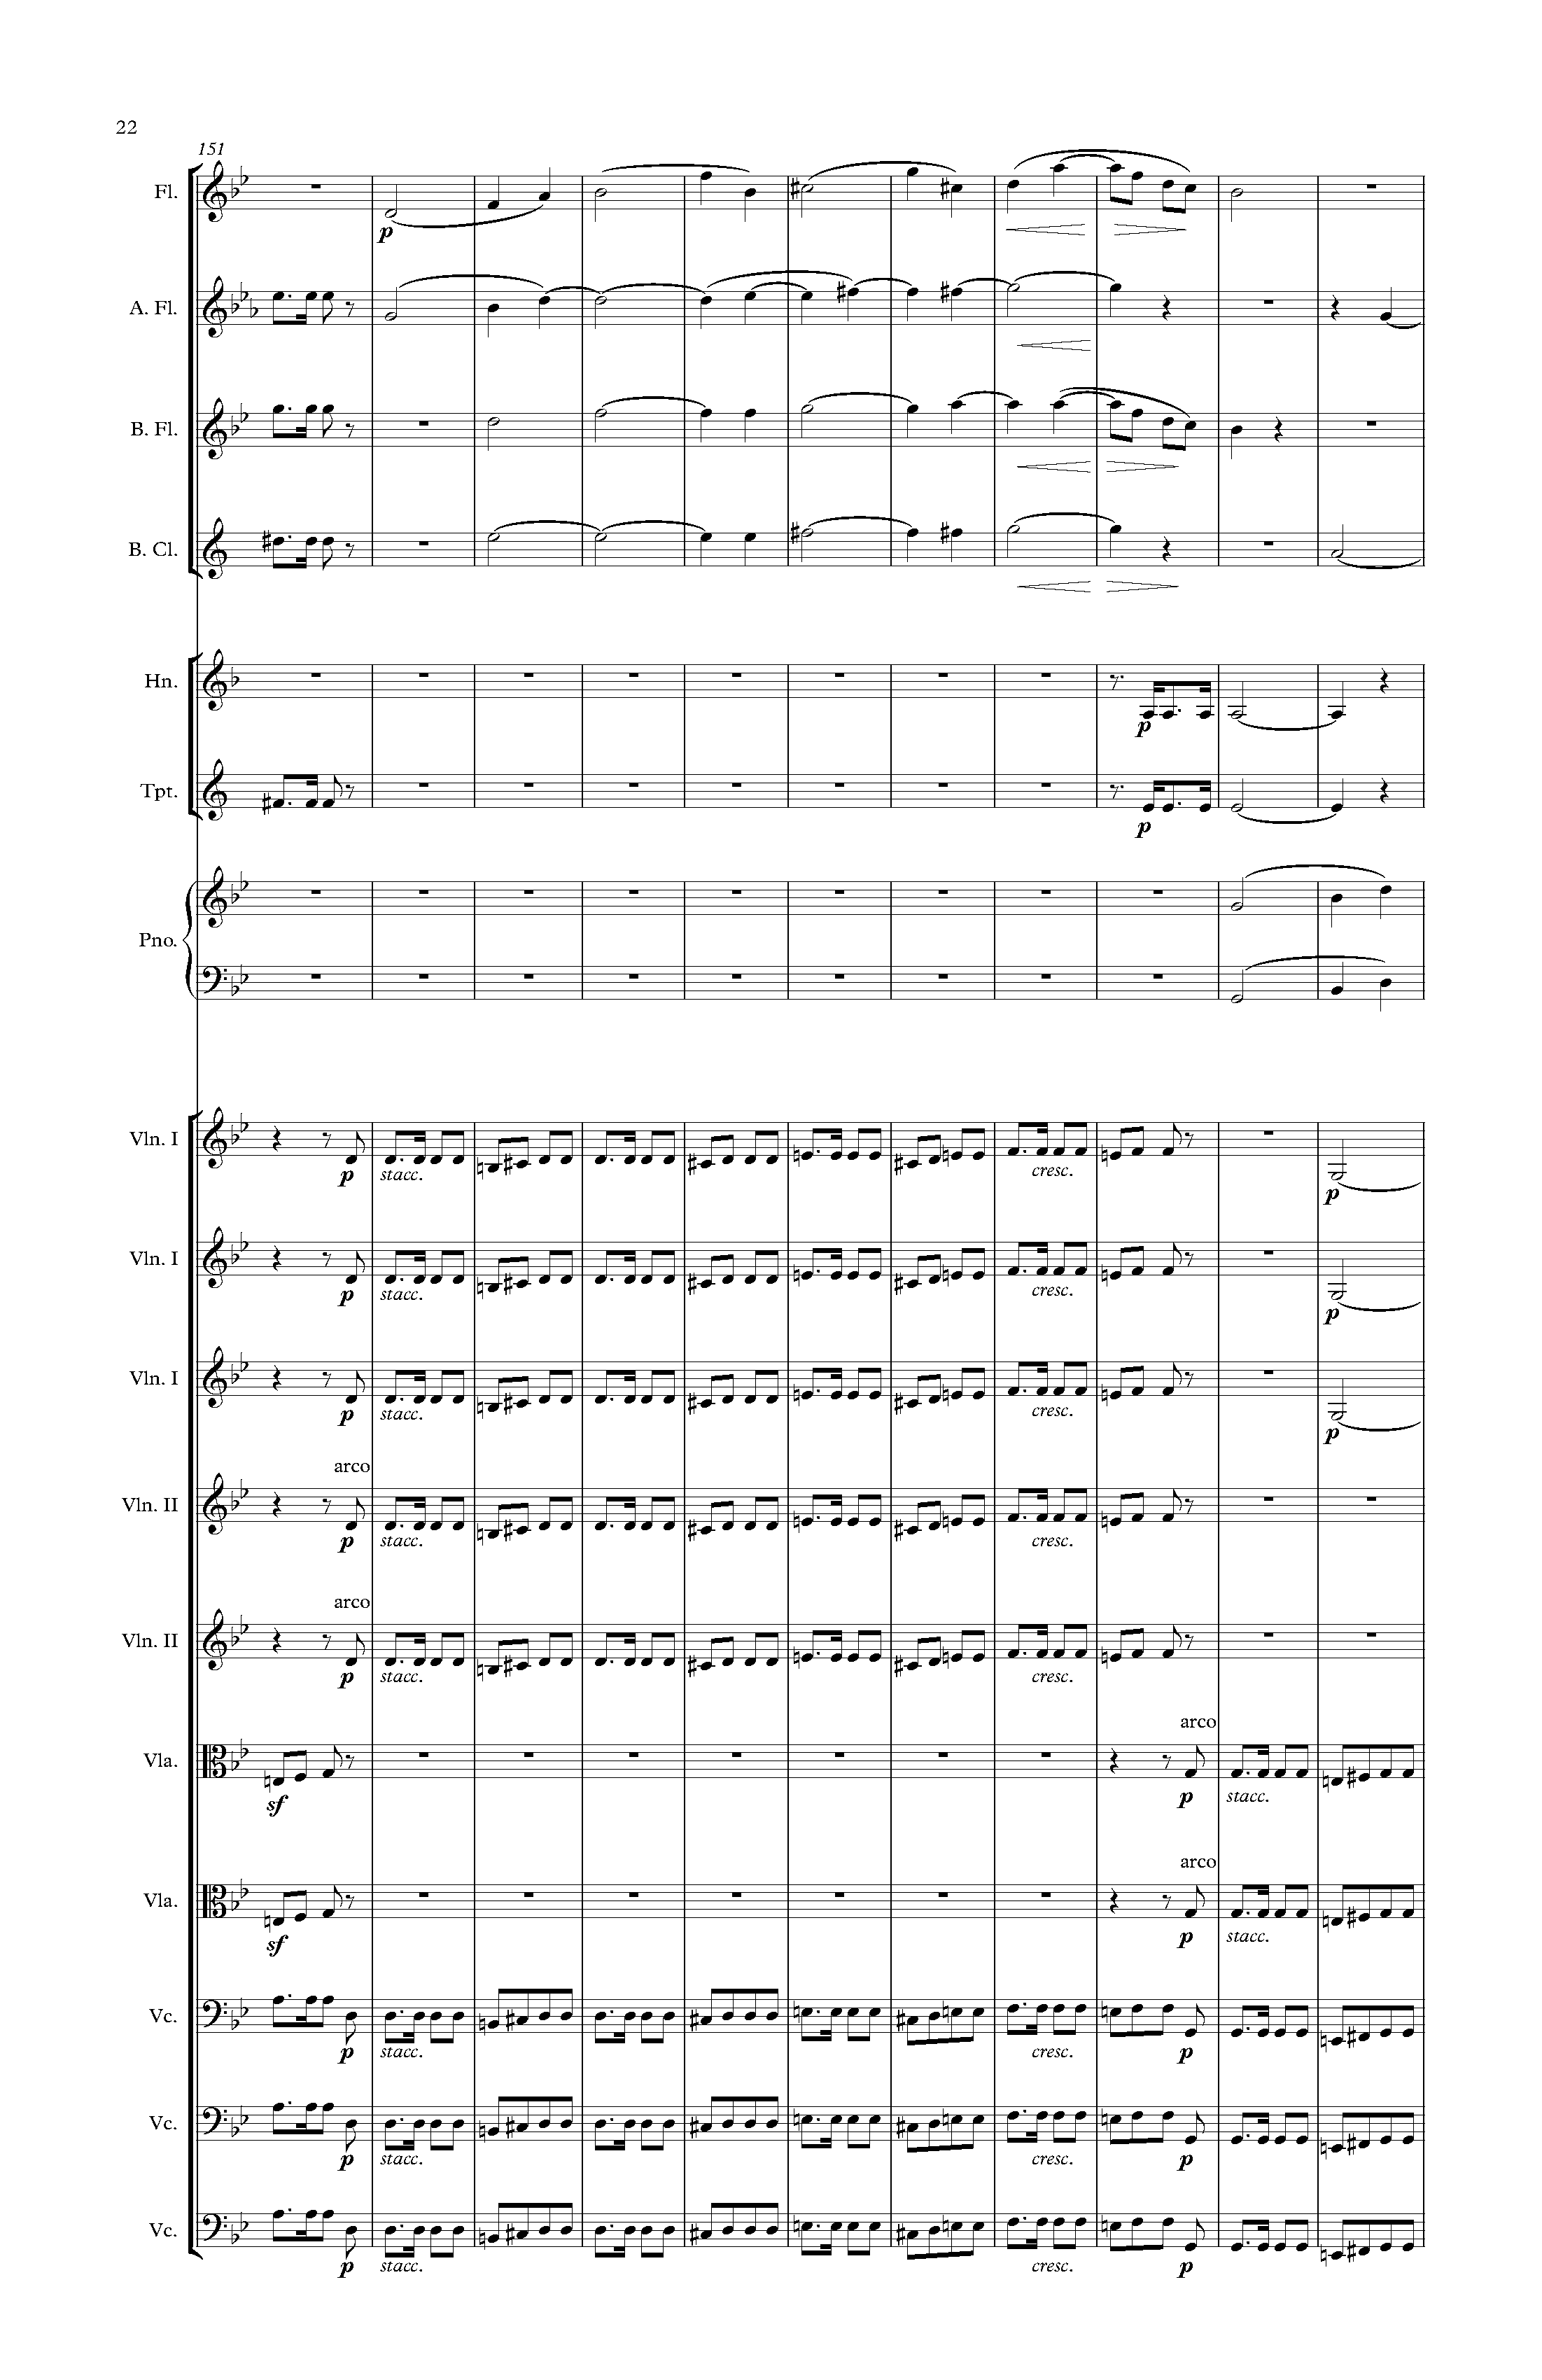 22
151
Fl.
p
A. Fl.
B. Fl.
B. Cl.
Hn.
p
Tpt.
p
Pno.
Vln. I
p stacc. cresc.
p
Vln. I
p stacc. cresc.
p
Vln. I
p stacc. cresc.
p
arco
Vln. II
p stacc. cresc.
arco
Vln. II
p stacc. cresc.
arco
Vla.
sf p stacc.
arco
Vla.
sf p stacc.
Vc.
p stacc. cresc. p
Vc.
p stacc. cresc. p
Vc.
p stacc. cresc. p